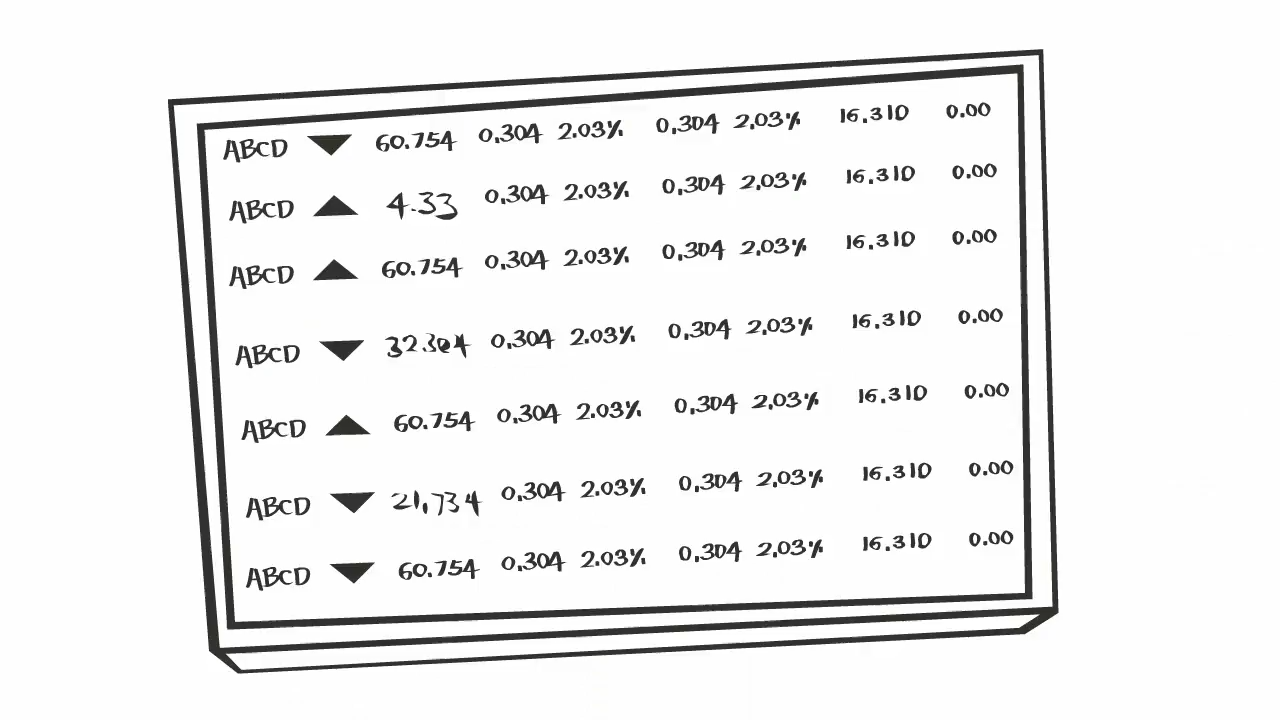 ABCD ▼ 60.754 0.304 2.03% 0.304 2.03% 16.310 0.00
ABCD ▲ 4.33 0.304 2.03% 0.304 2.03% 16.310 0.00
ABCD ▲ 60.754 0.304 2.03% 0.304 2.03% 16.310 0.00
ABCD ▼ 32.304 0.304 2.03% 0.304 2.03% 16.310 0.00
ABCD ▲ 60.754 0.304 2.03% 0.304 2.03% 16.310 0.00
ABCD ▼ 21,734 0.304 2.03% 0.304 2.03% 16.310 0.00
ABCD ▼ 60.754 0.304 2.03% 0.304 2.03% 16.310 0.00